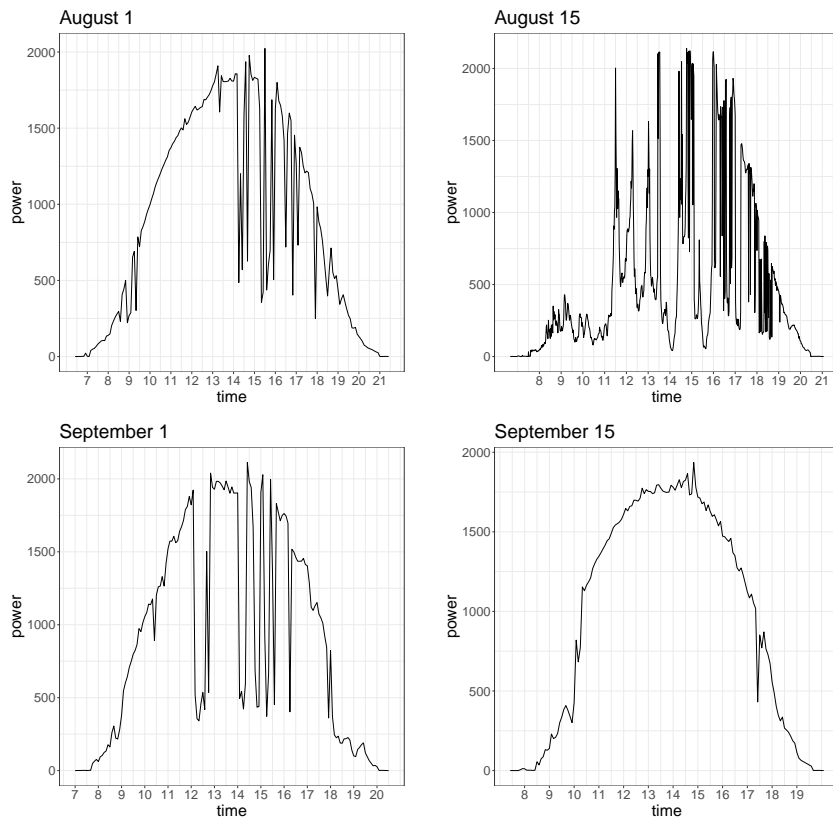 August 1
August 15
power
2000
1500
1000
500
0
7 8 9 10 11 12 13 14 15 16 17 18 19 20 21
time
power
2000
1500
1000
500
0
8 9 10 11 12 13 14 15 16 17 18 19 20 21
time
September 1
September 15
power
2000
1500
1000
500
0
7 8 9 10 11 12 13 14 15 16 17 18 19 20
time
power
2000
1500
1000
500
0
8 9 10 11 12 13 14 15 16 17 18 19
time